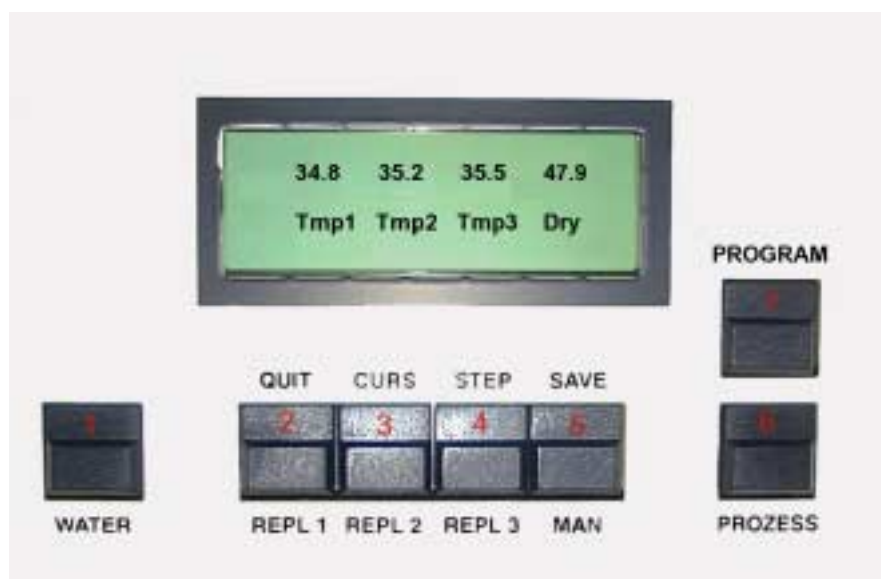 34.8 35.2 35.5 47.9
Tmp1 Tmp2 Tmp3 Dry
PROGRAM
QUIT CURS STEP SAVE
1 2 3 4 5
WATER REPL 1 REPL 2 REPL 3 MAN PROZESS